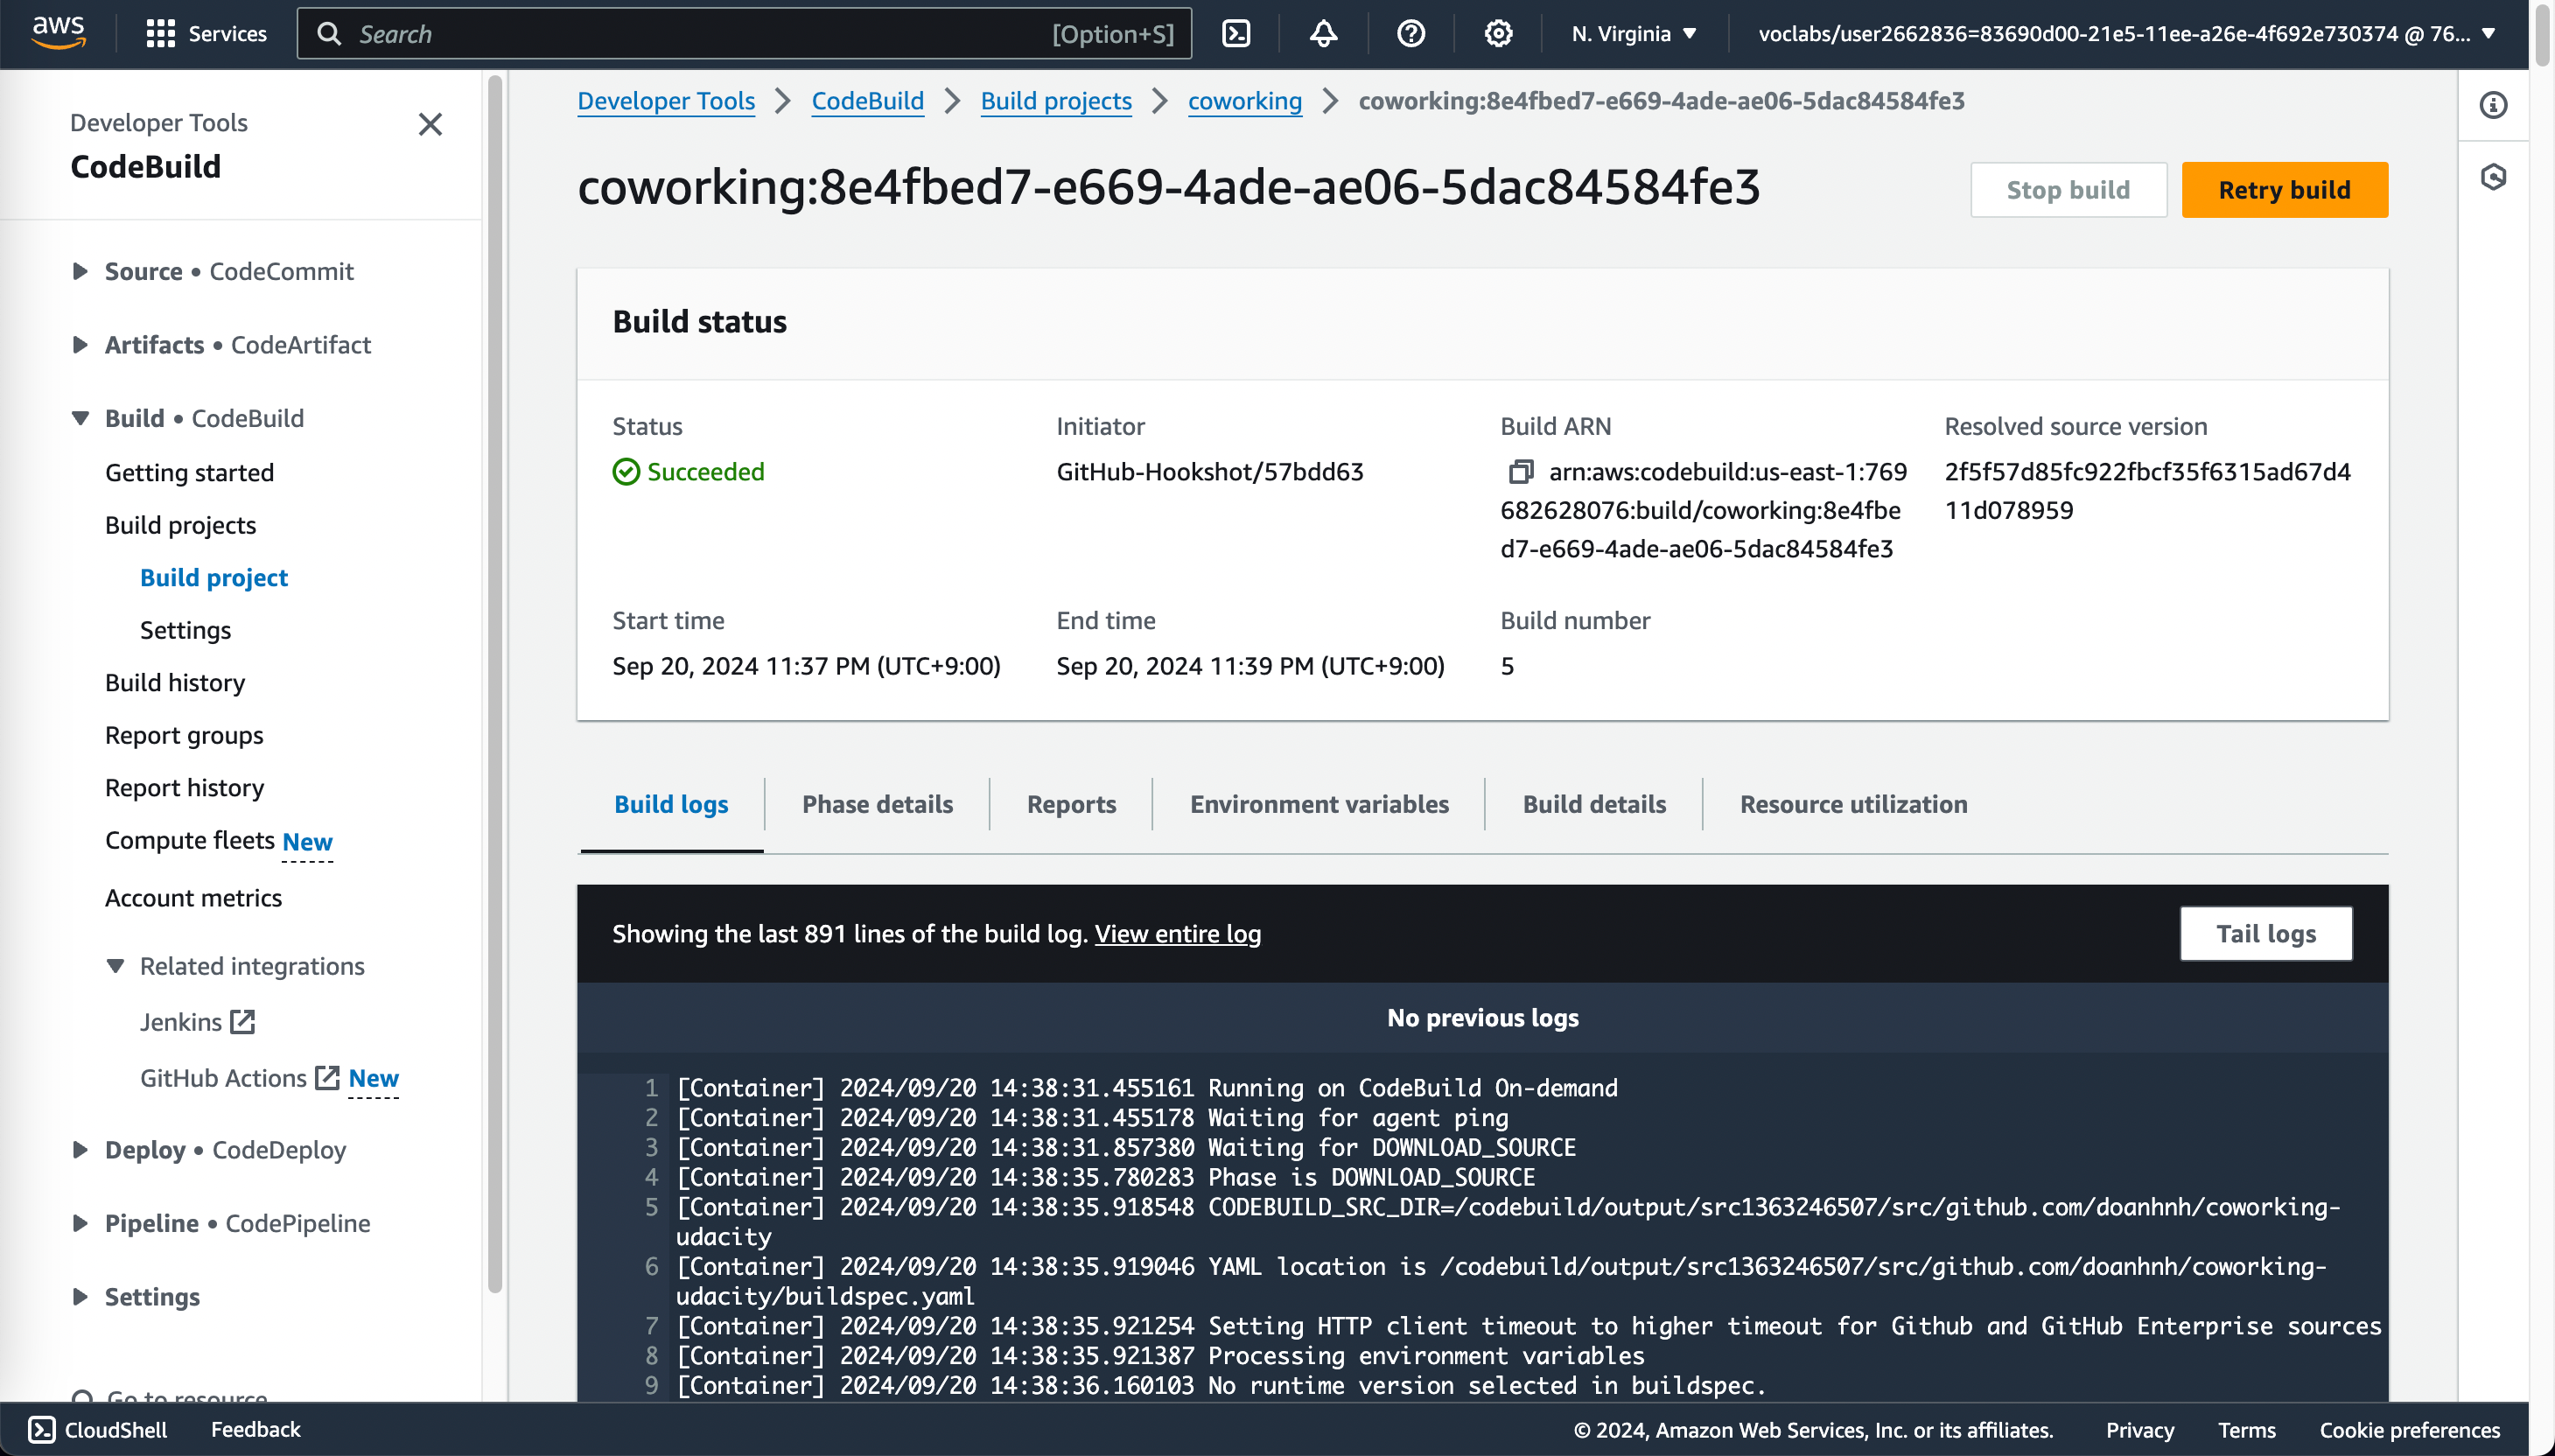 aws
Services
Search
[Option+S]
N. Virginia
voclabs/user2662836=83690d00-21e5-11ee-a26e-4f692e730374 @ 76...
Developer Tools
CodeBuild
Source • CodeCommit
Artifacts • CodeArtifact
Build • CodeBuild
Getting started
Build projects
Build project
Settings
Build history
Report groups
Report history
Compute fleets New
Account metrics
Related integrations
Jenkins
GitHub Actions New
Deploy • CodeDeploy
Pipeline • CodePipeline
Settings
Go to resource
Developer Tools
CodeBuild
Build projects
coworking
coworking:8e4fbed7-e669-4ade-ae06-5dac84584fe3
coworking:8e4fbed7-e669-4ade-ae06-5dac84584fe3
Stop build
Retry build
Build status
Status
Succeeded
Initiator
GitHub-Hookshot/57bdd63
Build ARN
arn:aws:codebuild:us-east-1:769
682628076:build/coworking:8e4fbe
d7-e669-4ade-ae06-5dac84584fe3
Resolved source version
2f5f57d85fc922fbcf35f6315ad67d4
11d078959
Start time
Sep 20, 2024 11:37 PM (UTC+9:00)
End time
Sep 20, 2024 11:39 PM (UTC+9:00)
Build number
5
Build logs
Phase details
Reports
Environment variables
Build details
Resource utilization
Showing the last 891 lines of the build log. View entire log
Tail logs
No previous logs
1 [Container] 2024/09/20 14:38:31.455161 Running on CodeBuild On-demand
2 [Container] 2024/09/20 14:38:31.455178 Waiting for agent ping
3 [Container] 2024/09/20 14:38:31.857380 Waiting for DOWNLOAD_SOURCE
4 [Container] 2024/09/20 14:38:35.780283 Phase is DOWNLOAD_SOURCE
5 [Container] 2024/09/20 14:38:35.918548 CODEBUILD_SRC_DIR=/codebuild/output/src1363246507/src/github.com/doanhnh/coworking-
udacity
6 [Container] 2024/09/20 14:38:35.919046 YAML location is /codebuild/output/src1363246507/src/github.com/doanhnh/coworking-
udacity/buildspec.yaml
7 [Container] 2024/09/20 14:38:35.921254 Setting HTTP client timeout to higher timeout for Github and GitHub Enterprise sources
8 [Container] 2024/09/20 14:38:35.921387 Processing environment variables
9 [Container] 2024/09/20 14:38:36.160103 No runtime version selected in buildspec.
CloudShell
Feedback
© 2024, Amazon Web Services, Inc. or its affiliates.
Privacy
Terms
Cookie preferences